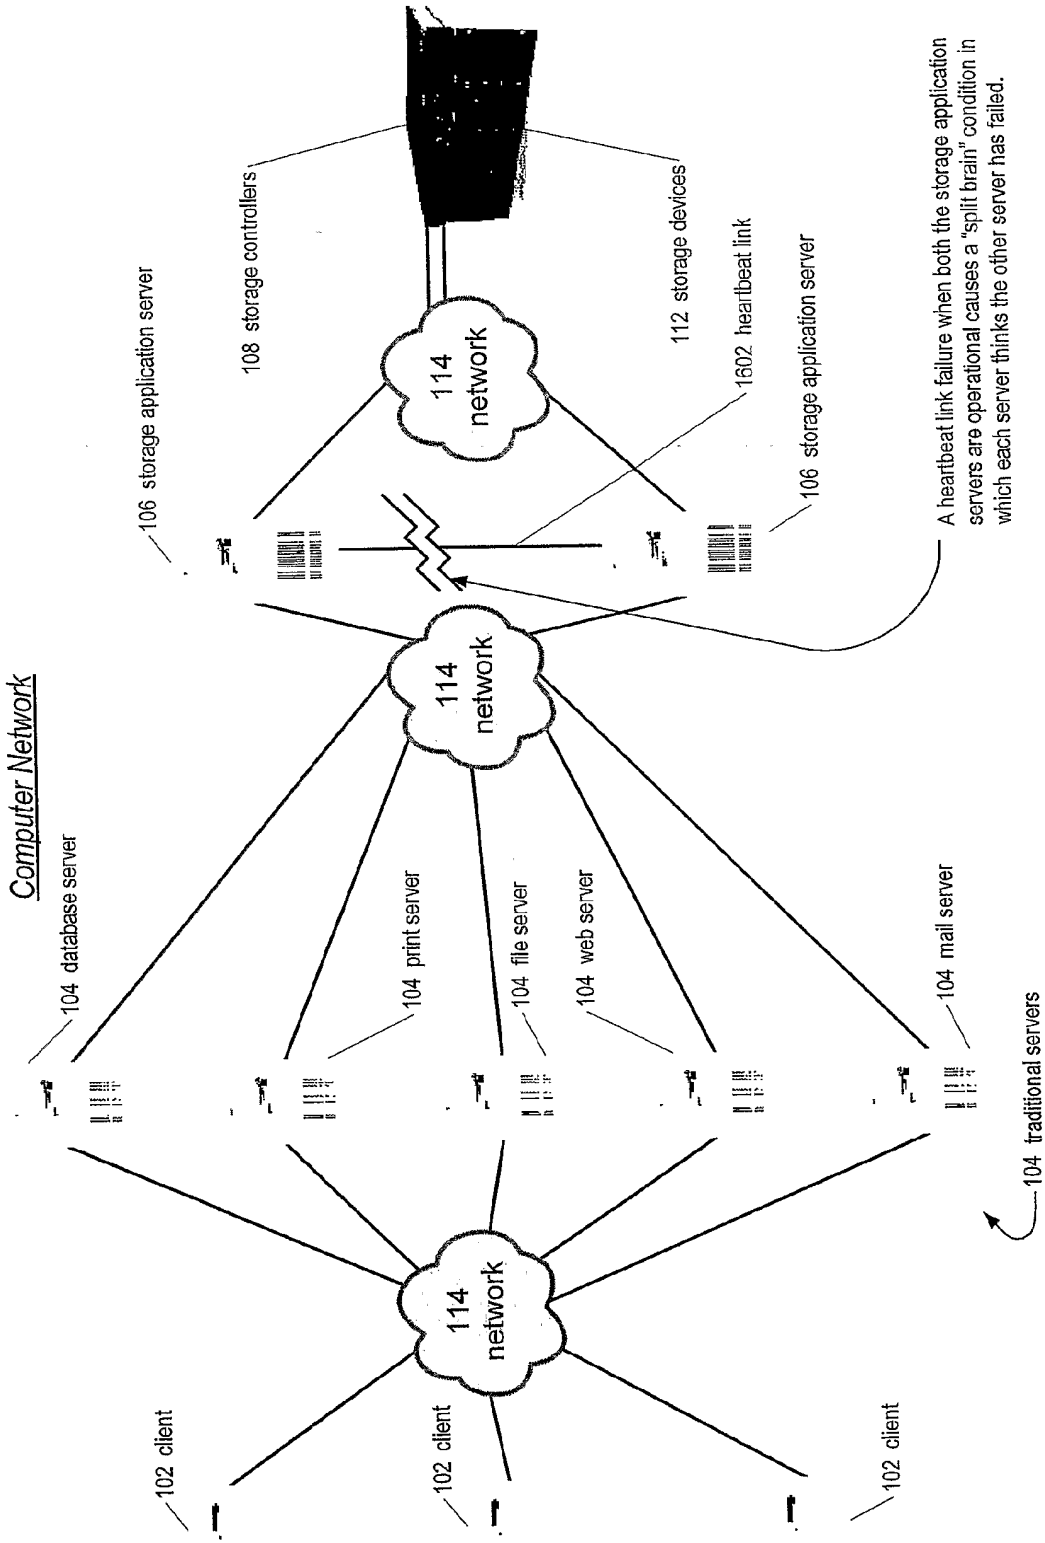 Computer Network
104 database server
106 storage application server
108 storage controllers
102 client
104 print server
114
network
114
network
114
network
102 client
104 file server
104 web server
112 storage devices
1602 heartbeat link
106 storage application server
102 client
104 mail server
A heartbeat link failure when both the storage application
servers are operational causes a “split brain” condition in
which each server thinks the other server has failed.
104 traditional servers